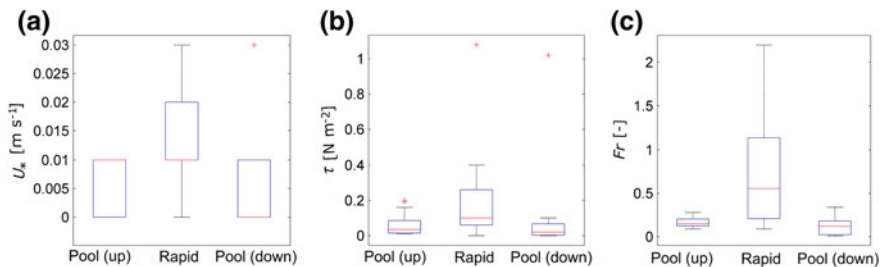 (a)
U* [m s-1]
0.03
0.025
0.02
0.015
0.01
0.005
0
Pool (up) Rapid Pool (down)
(b)
τ [N m-2]
1
0.8
0.6
0.4
0.2
0
Pool (up) Rapid Pool (down)
(c)
Fr [-]
2
1.5
1
0.5
0
Pool (up) Rapid Pool (down)